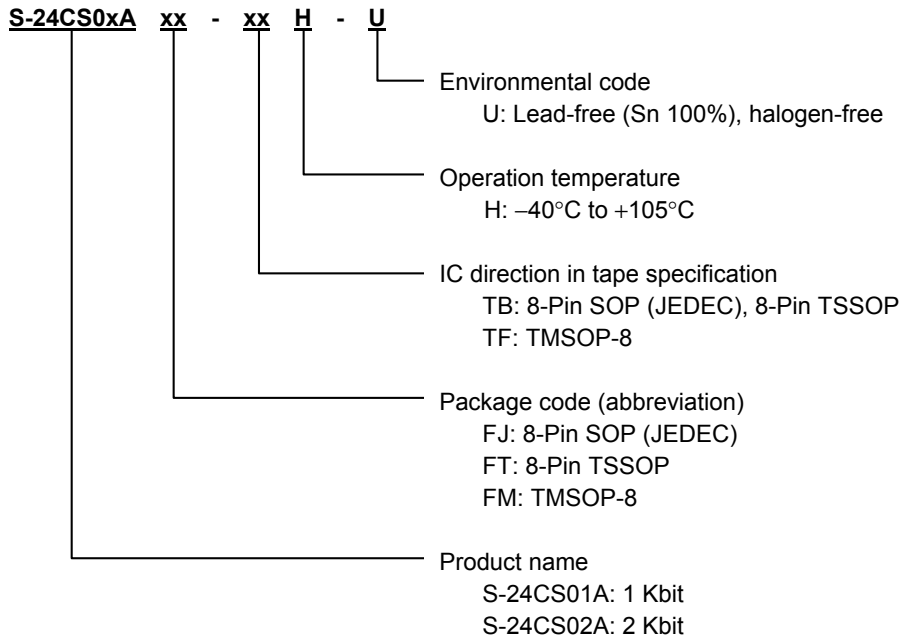 S-24CS0xA xx - xx H - U
Environmental code
U: Lead-free (Sn 100%), halogen-free
Operation temperature
H: −40°C to +105°C
IC direction in tape specification
TB: 8-Pin SOP (JEDEC), 8-Pin TSSOP
TF: TMSOP-8
Package code (abbreviation)
FJ: 8-Pin SOP (JEDEC)
FT: 8-Pin TSSOP
FM: TMSOP-8
Product name
S-24CS01A: 1 Kbit
S-24CS02A: 2 Kbit